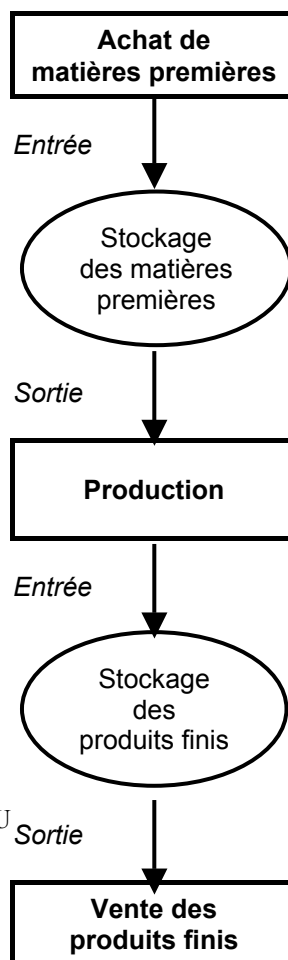 Achat de
matières premières
Entrée
Stockage
des matières
premières
Sortie
Production
Entrée
Stockage
des
produits finis
U
Sortie
Vente des
produits finis